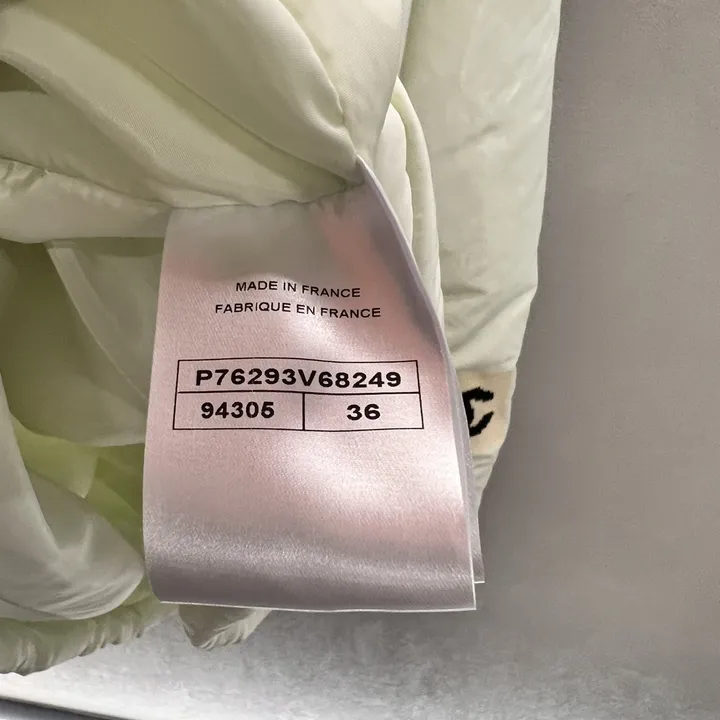 MADE IN FRANCE
FABRIQUE EN FRANCE
P76293V68249
94305 36